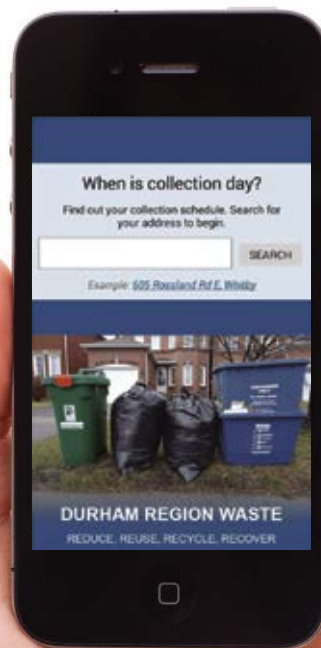 When is collection day?
Find out your collection schedule. Search for
your address to begin.
SEARCH
Example: 605 Rossland Rd E, Whitby
DURHAM REGION WASTE
REDUCE, REUSE, RECYCLE, RECOVER